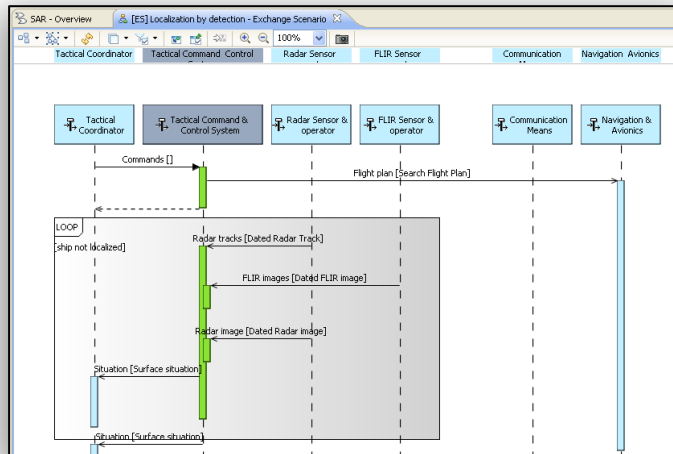 SAR - Overview
[ES] Localization by detection - Exchange Scenario
100%
Tactical Coordinator
Tactical Command Control
Radar Sensor
FLIR Sensor
Communication
Navigation Avionics
Tactical
Coordinator
Tactical Command &
Control System
Radar Sensor &
operator
FLIR Sensor &
operator
Communication
Means
Navigation &
Avionics
Commands []
Flight plan [Search Flight Plan]
LOOP
[ship not localized]
Radar tracks [Dated Radar Track]
FLIR images [Dated FLIR image]
Radar image [Dated Radar image]
Situation [Surface situation]
Situation [Surface situation]